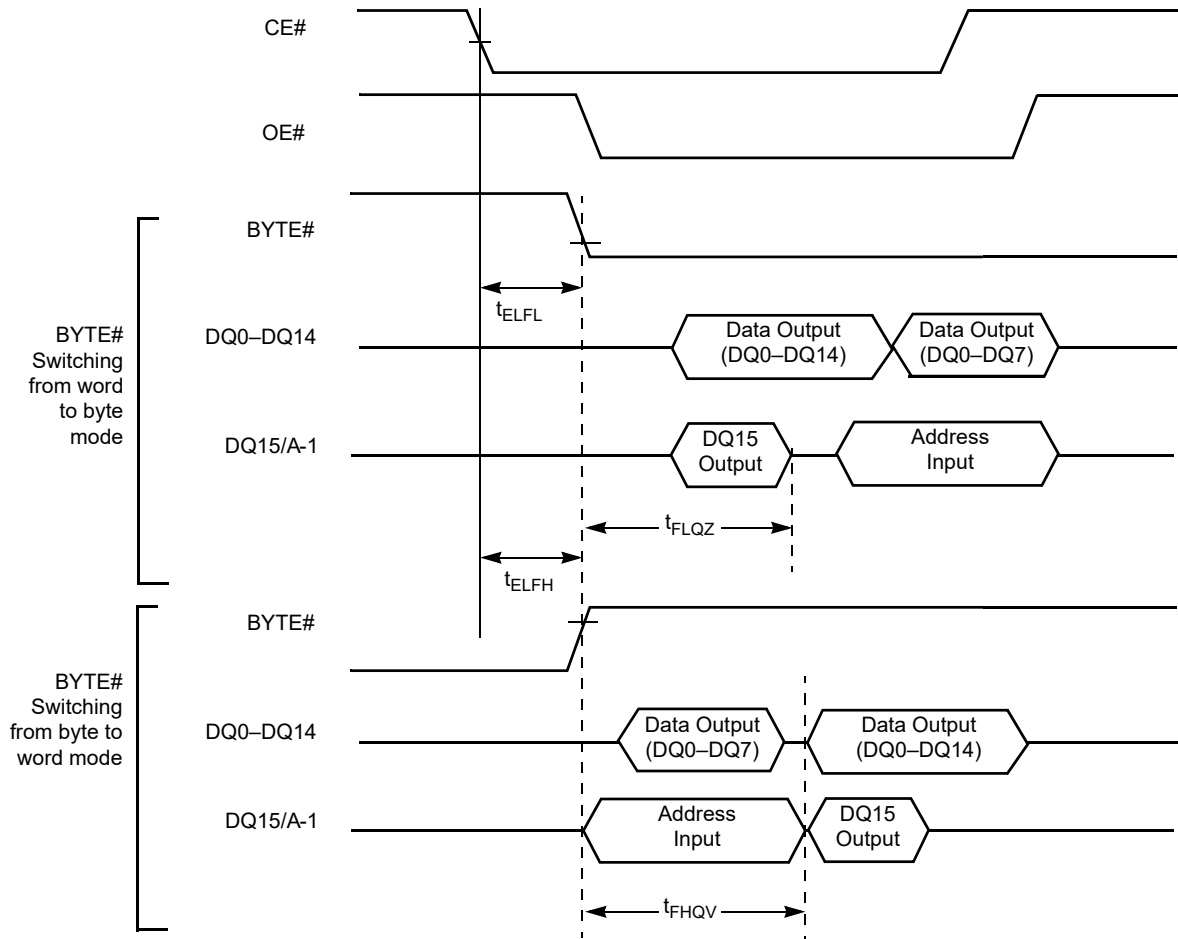 CE#
OE#
BYTE#
tELFL
BYTE#
Switching
from word
to byte
mode
DQ0–DQ14
Data Output
(DQ0–DQ14)
Data Output
(DQ0–DQ7)
DQ15/A-1
DQ15
Output
Address
Input
tFLQZ
tELFH
BYTE#
BYTE#
Switching
from byte to
word mode
DQ0–DQ14
Data Output
(DQ0–DQ7)
Data Output
(DQ0–DQ14)
DQ15/A-1
Address
Input
DQ15
Output
tFHQV